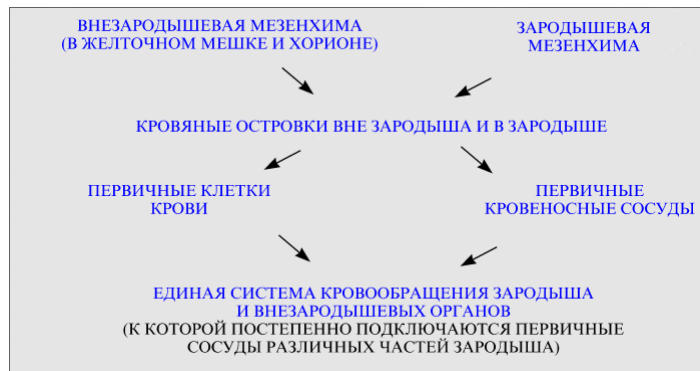 ВНЕЗАРОДЫШЕВАЯ МЕЗЕНХИМА
(В ЖЕЛТОЧНОМ МЕШКЕ И ХОРИОНЕ)
ЗАРОДЫШЕВАЯ
МЕЗЕНХИМА
КРОВЯНЫЕ ОСТРОВКИ ВНЕ ЗАРОДЫША И В ЗАРОДЫШЕ
ПЕРВИЧНЫЕ КЛЕТКИ
КРОВИ
ПЕРВИЧНЫЕ
КРОВЕНОСНЫЕ СОСУДЫ
ЕДИНАЯ СИСТЕМА КРОВООБРАЩЕНИЯ ЗАРОДЫША
И ВНЕЗАРОДЫШЕВЫХ ОРГАНОВ
(К КОТОРОЙ ПОСТЕПЕННО ПОДКЛЮЧАЮТСЯ ПЕРВИЧНЫЕ
СОСУДЫ РАЗЛИЧНЫХ ЧАСТЕЙ ЗАРОДЫША)